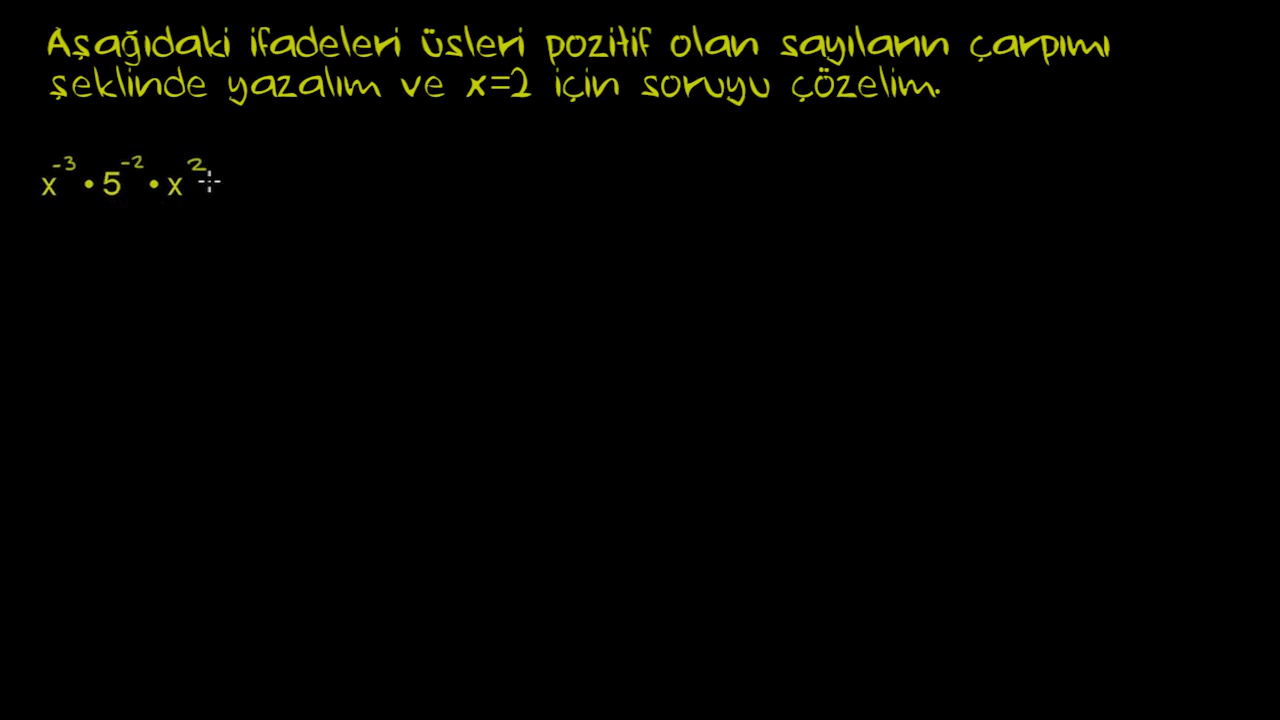 Aşağıdaki ifadeleri üsleri pozitif olan sayıların çarpımı
şeklinde yazalım ve x=2 için soruyu çözelim.
x⁻³ • 5⁻² • x²